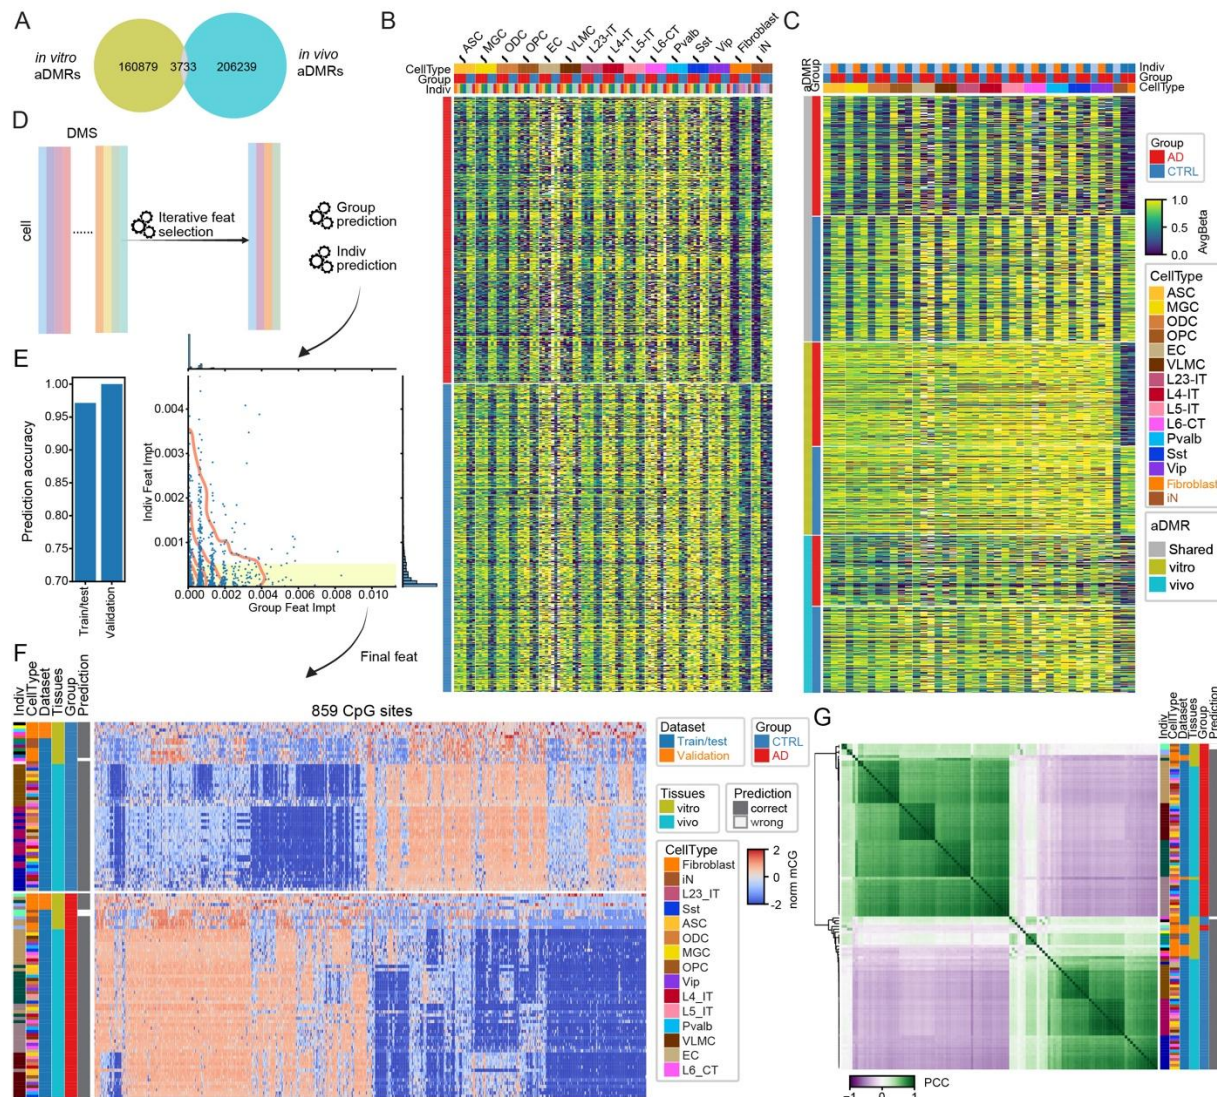 A
in vitro
aDMRs
160879
3733
206239
in vivo
aDMRs
B
ASC
MGC
ODC
OPC
EC
VLMC
L23-IT
L4-IT
L5-IT
L6-CT
Pvalb
Sst
Vip
Fibroblast
iN
CellType
Group
Indiv
C
aDMR
Group
Indiv
Group
CellType
Group
AD
CTRL
1.0
0.5
0.0
AvgBeta
CellType
ASC
MGC
ODC
OPC
EC
VLMC
L23-IT
L4-IT
L5-IT
L6-CT
Pvalb
Sst
Vip
Fibroblast
iN
aDMR
Shared
vitro
vivo
D
DMS
cell
......
Iterative feat
selection
Group
prediction
Indiv
prediction
E
Prediction accuracy
1.00
0.95
0.90
0.85
0.80
0.75
0.70
Train/test
Validation
Indiv Feat Impt
0.004
0.003
0.002
0.001
0.000
0.002
0.004
0.006
0.008
0.010
Group Feat Impt
Final feat
F
Indiv
CellType
Dataset
Tissues
Group
Prediction
859 CpG sites
Dataset
Train/test
Validation
Group
CTRL
AD
Tissues
vitro
vivo
Prediction
correct
wrong
CellType
Fibroblast
iN
L23_IT
Sst
ASC
ODC
MGC
OPC
Vip
L4_IT
L5_IT
Pvalb
VLMC
EC
L6_CT
2
0
-2
norm mCG
G
Indiv
CellType
Dataset
Tissues
Group
Prediction
−1
0
1
PCC